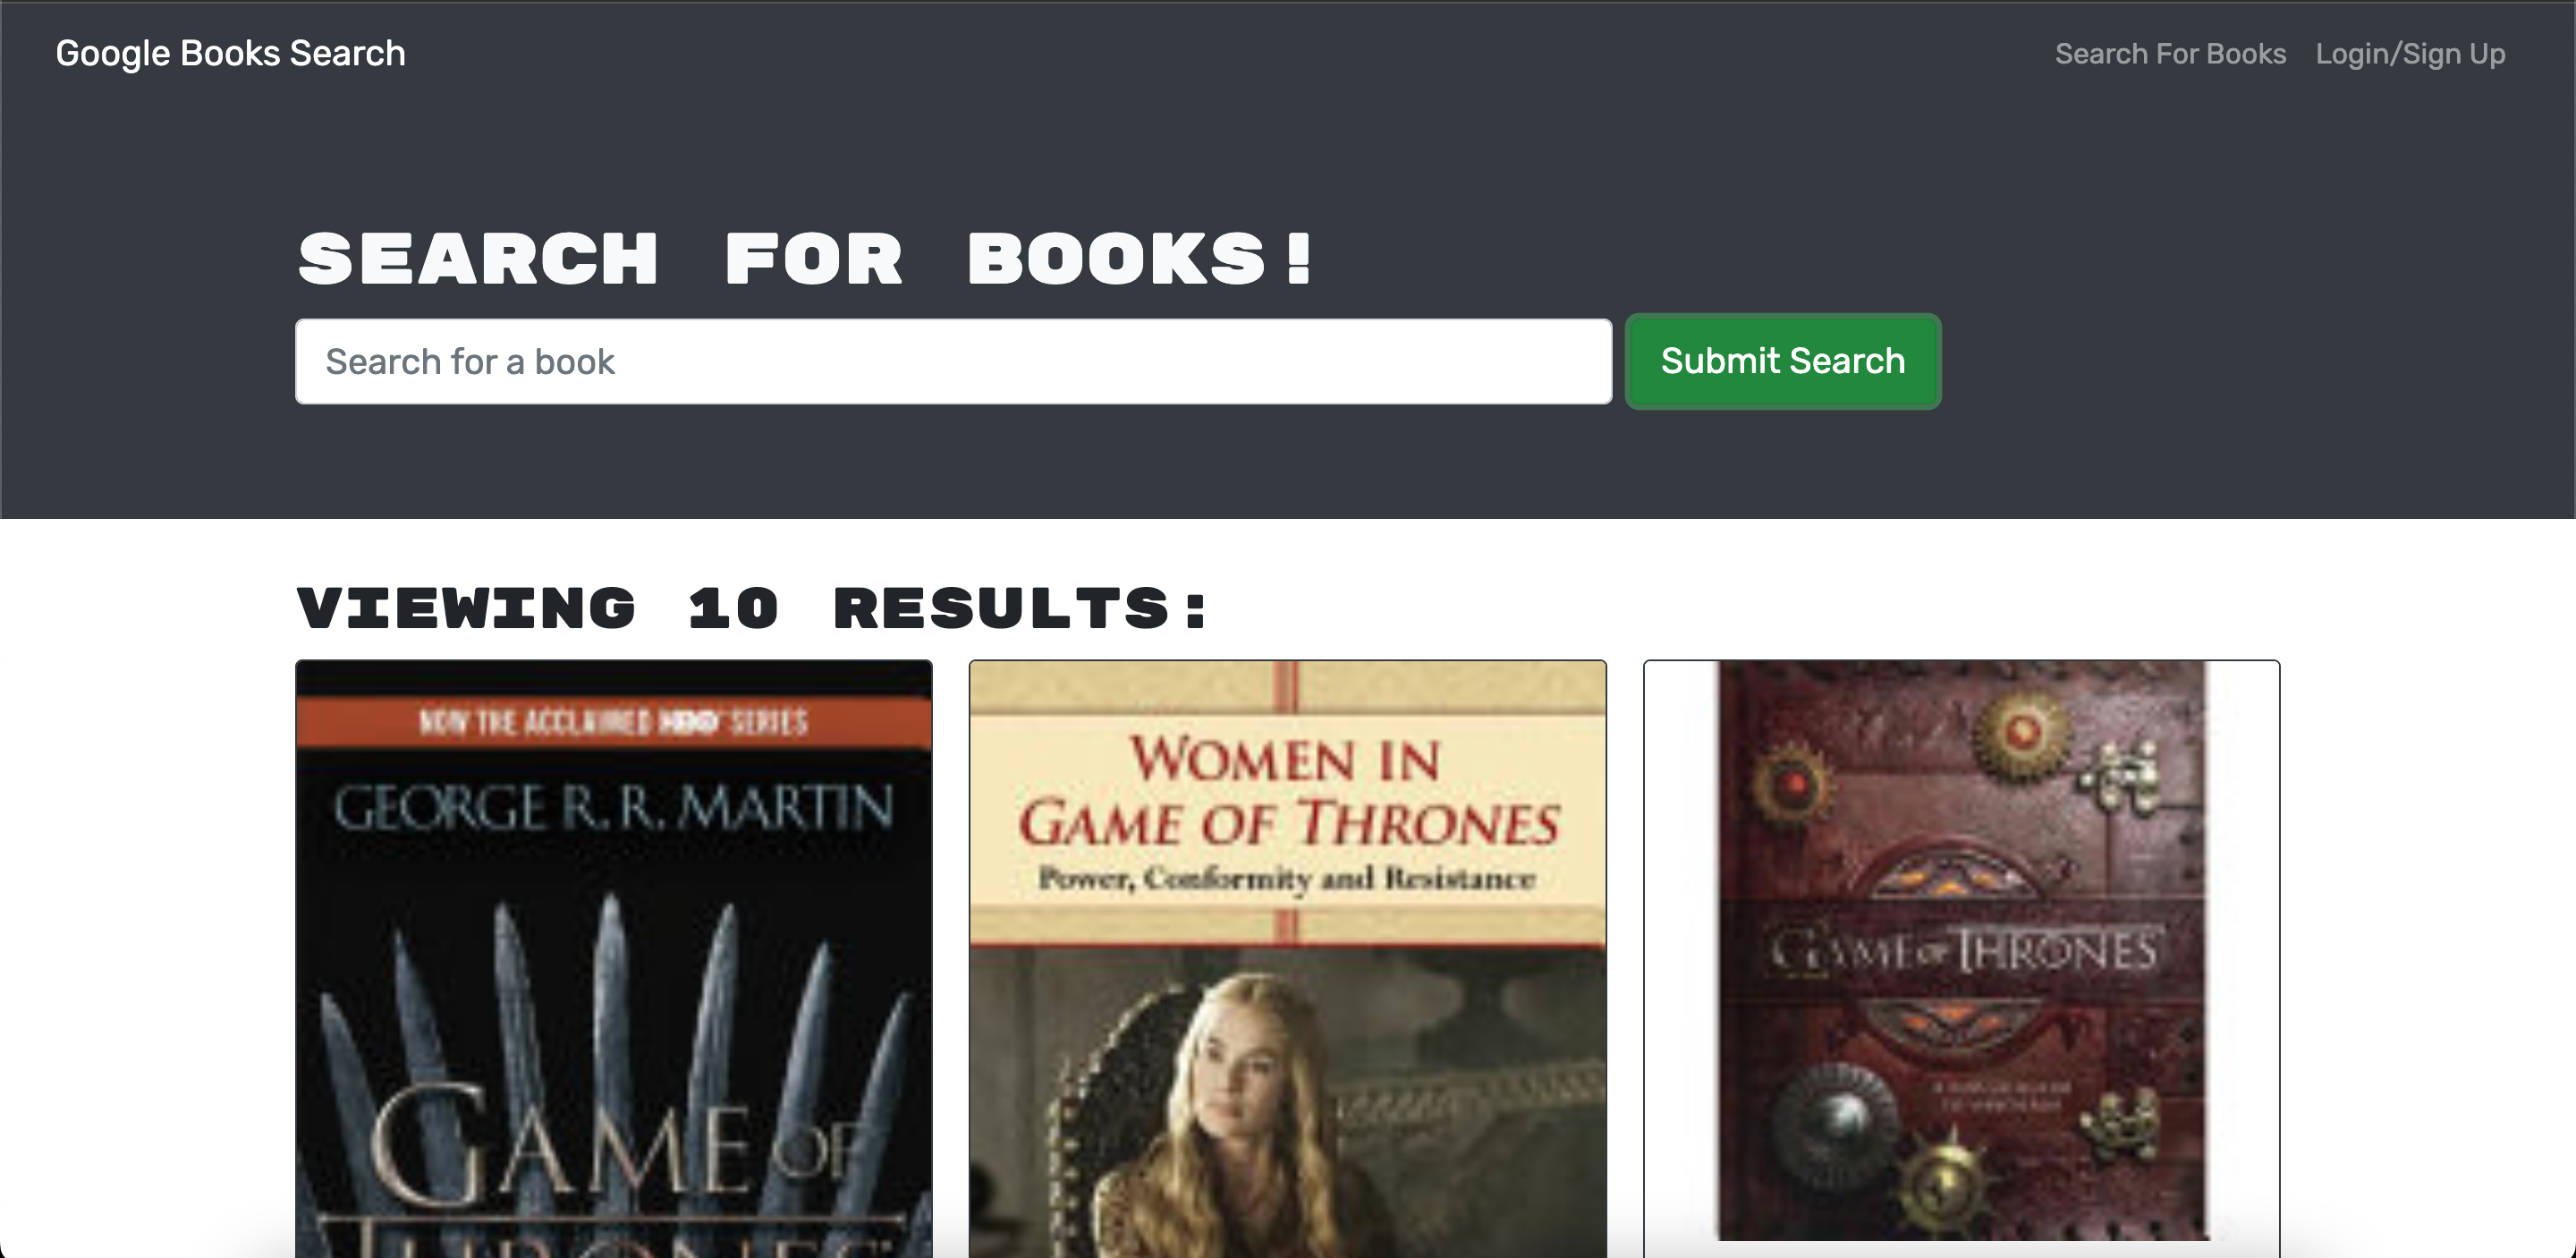 Google Books Search
Search For Books
Login/Sign Up
SEARCH FOR BOOKS!
Search for a book
Submit Search
VIEWING 10 RESULTS:
NOW THE ACCLAIMED HBO SERIES
GEORGE R. R. MARTIN
GAME OF
THRONES
WOMEN IN
GAME OF THRONES
Power, Conformity and Resistance
GAME OF THRONES